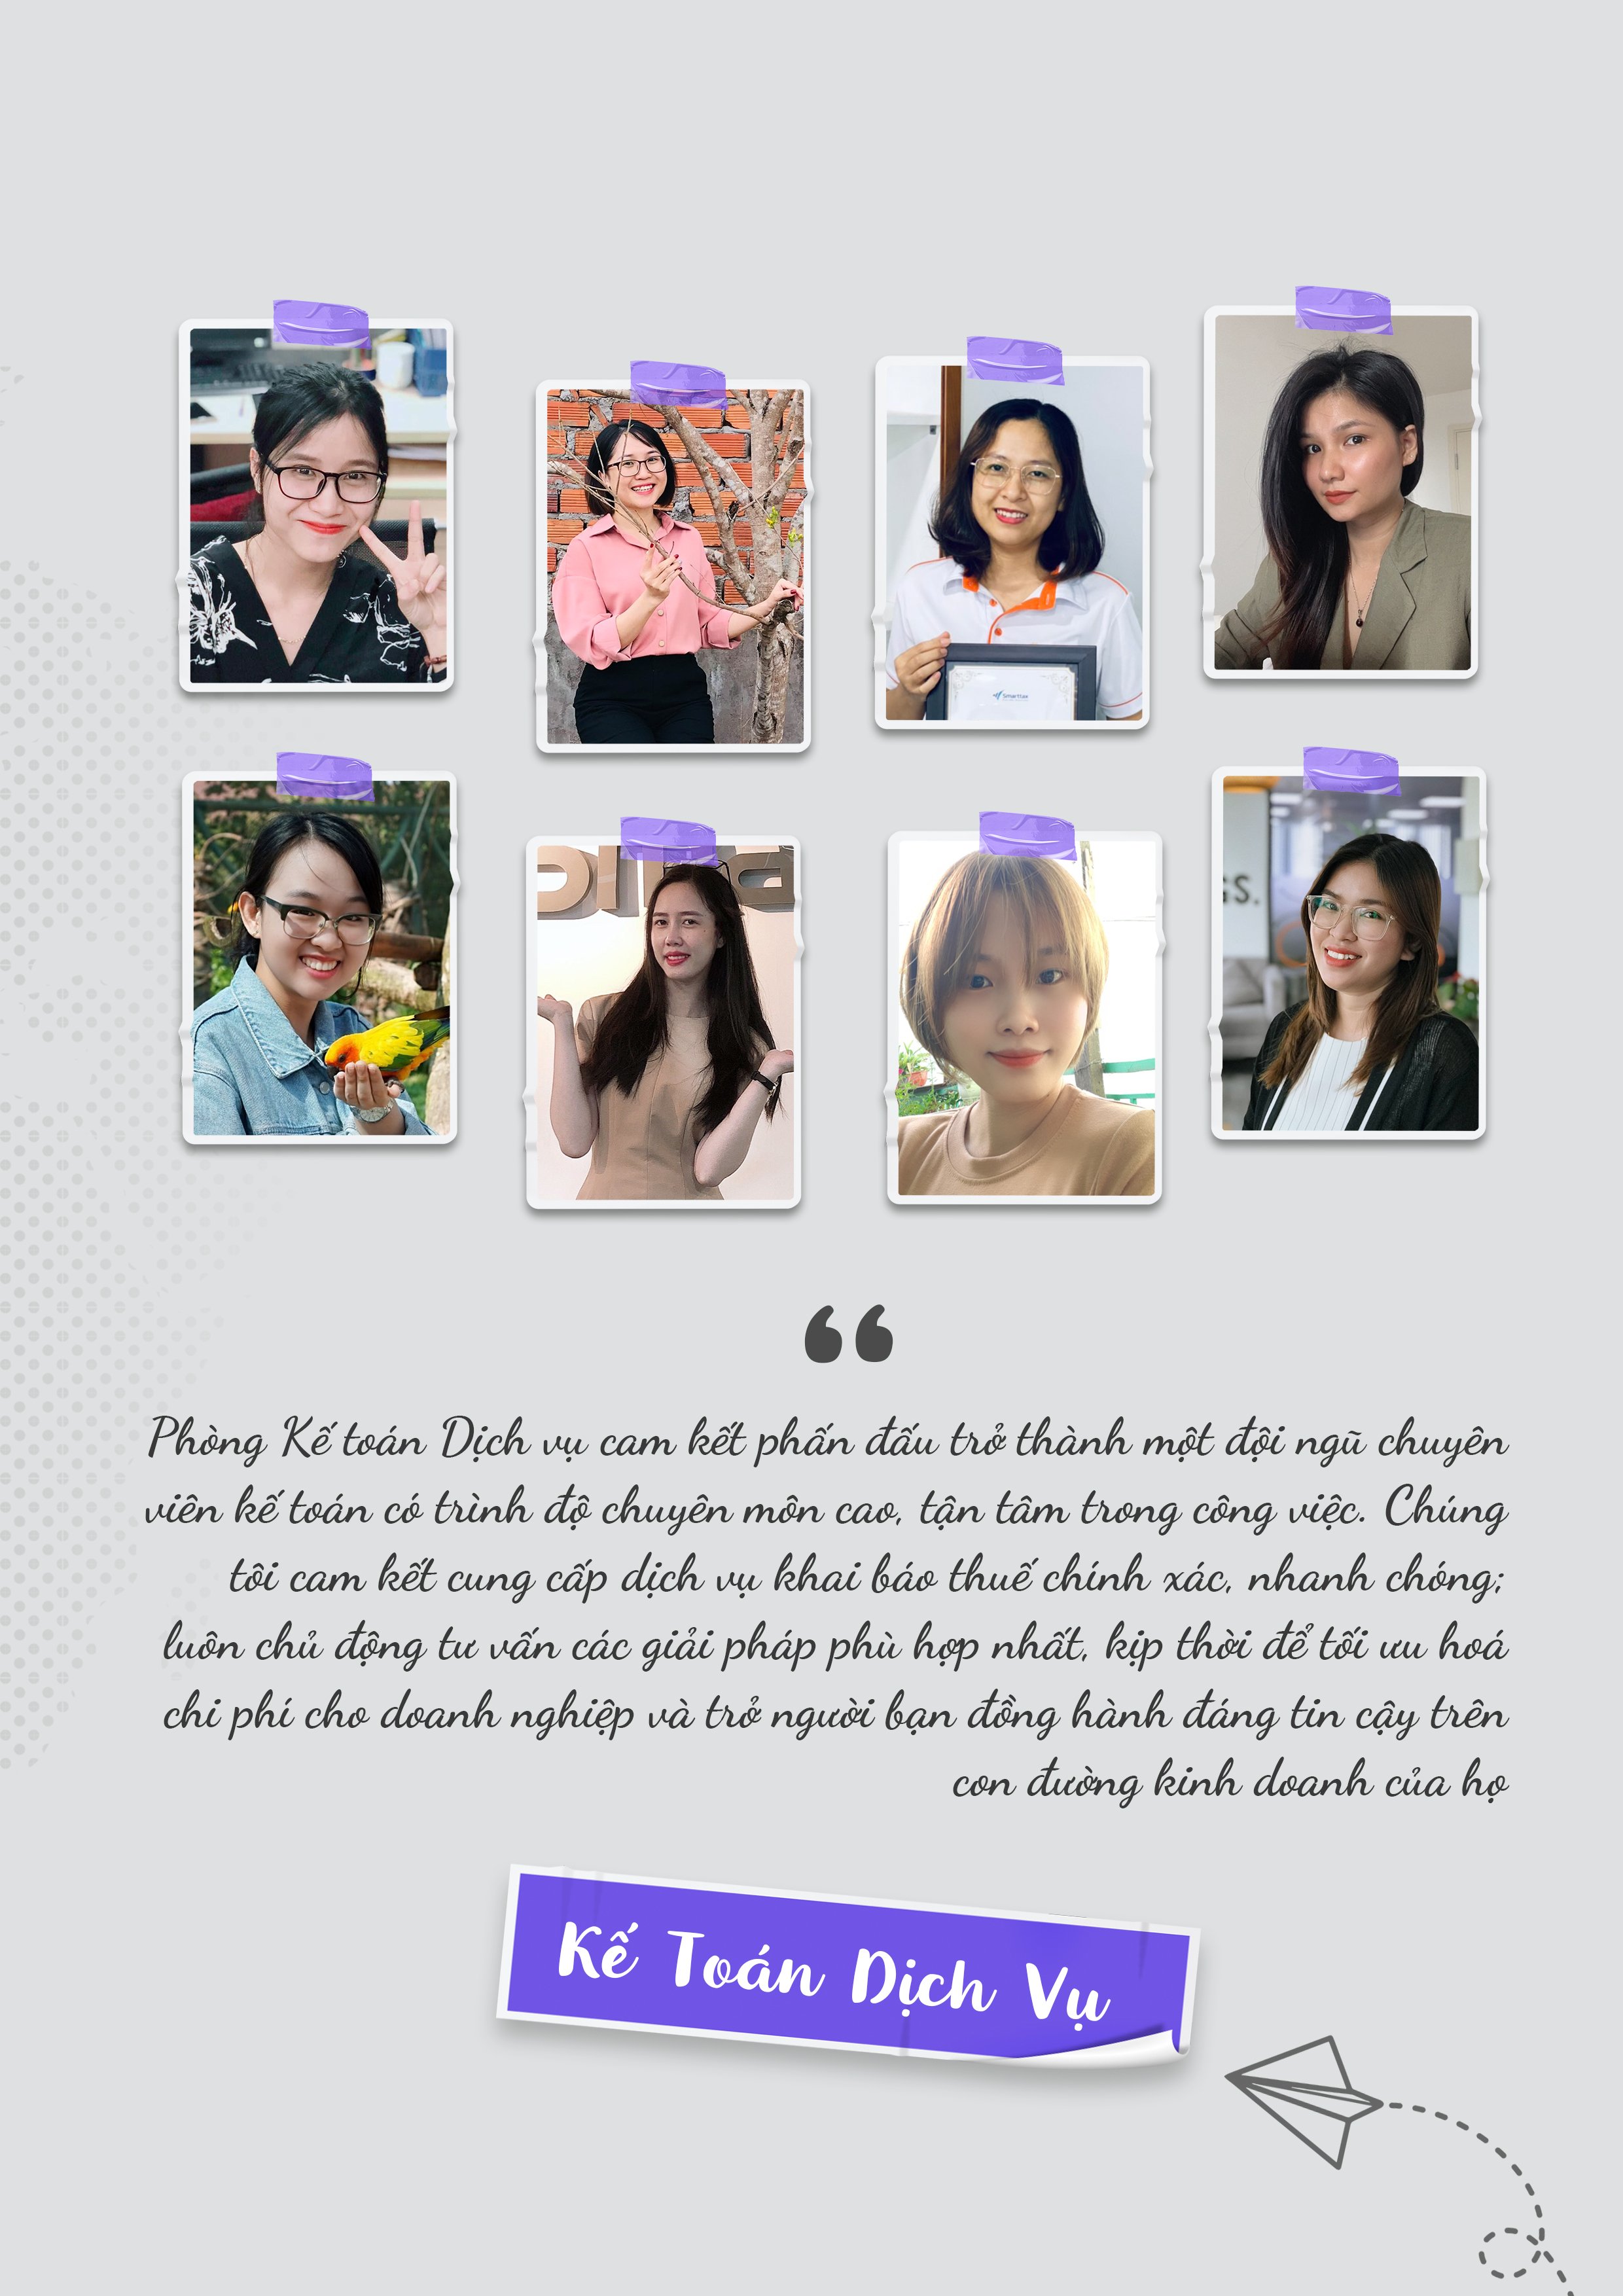 Smarttax
GS.
Phòng Kế toán Dịch vụ cam kết phấn đấu trở thành một đội ngũ chuyên
viên kế toán có trình độ chuyên môn cao, tận tâm trong công việc. Chúng
tôi cam kết cung cấp dịch vụ khai báo thuế chính xác, nhanh chóng;
luôn chủ động tư vấn các giải pháp phù hợp nhất, kịp thời để tối ưu hoá
chi phí cho doanh nghiệp và trở người bạn đồng hành đáng tin cậy trên
con đường kinh doanh của họ
Kế Toán Dịch Vụ